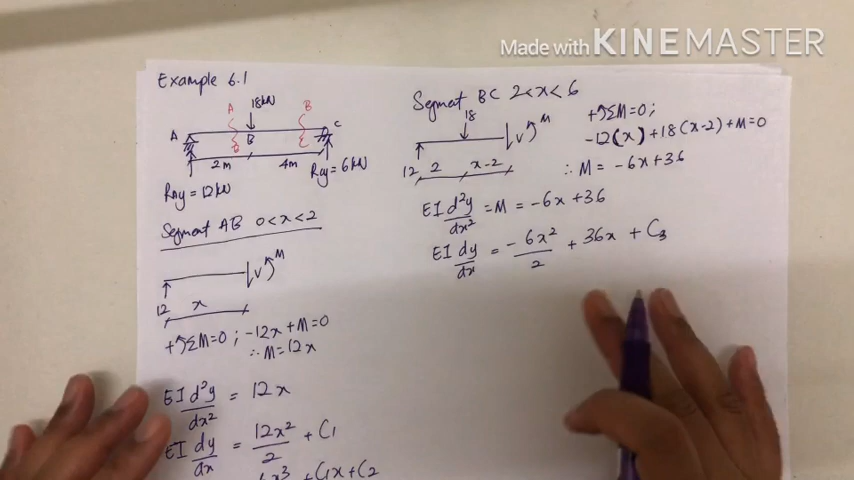 Made with KINEMASTER
Example 6.1
A 18kN B
A B C
2m 4m
RAy = 12kN RCy = 6kN
Segment AB 0<x<2
V M
12 x
+↑ΣM=0; -12x + M = 0
∴ M = 12x
EI d²y/dx² = 12x
EI dy/dx = 12x²/2 + C1
+ C1x + C2
Segment BC 2<x<6
18 V M
12 2 x-2
+↑ΣM=0;
-12(x) + 18(x-2) + M = 0
∴ M = -6x + 36
EI d²y/dx² = M = -6x + 36
EI dy/dx = -6x²/2 + 36x + C3